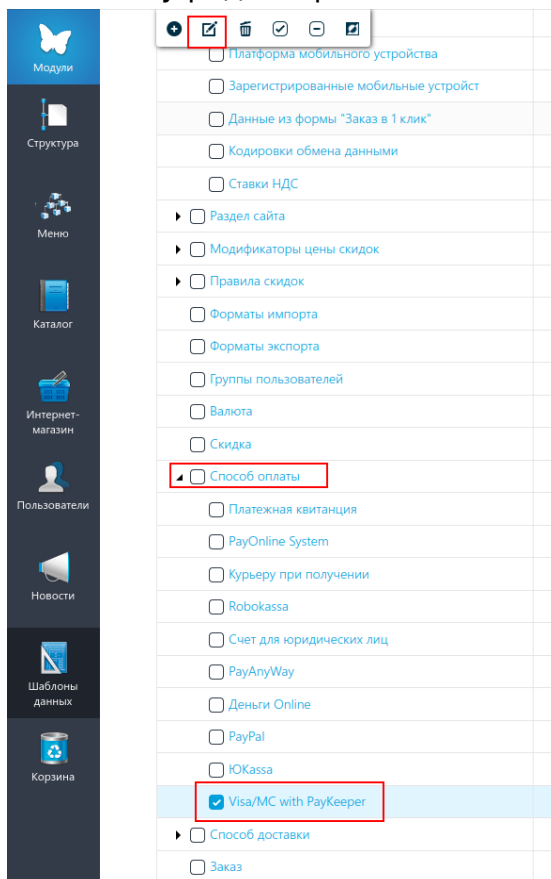 Модули
Структура
Меню
Каталог
Интернет-
магазин
Пользователи
Новости
Шаблоны
данных
Корзина
Платформа мобильного устройства
Зарегистрированные мобильные устройст
Данные из формы "Заказ в 1 клик"
Кодировки обмена данными
Ставки НДС
Раздел сайта
Модификаторы цены скидок
Правила скидок
Форматы импорта
Форматы экспорта
Группы пользователей
Валюта
Скидка
Способ оплаты
Платежная квитанция
PayOnline System
Курьеру при получении
Robokassa
Счет для юридических лиц
PayAnyWay
Деньги Online
PayPal
ЮKassa
Visa/MC with PayKeeper
Способ доставки
Заказ